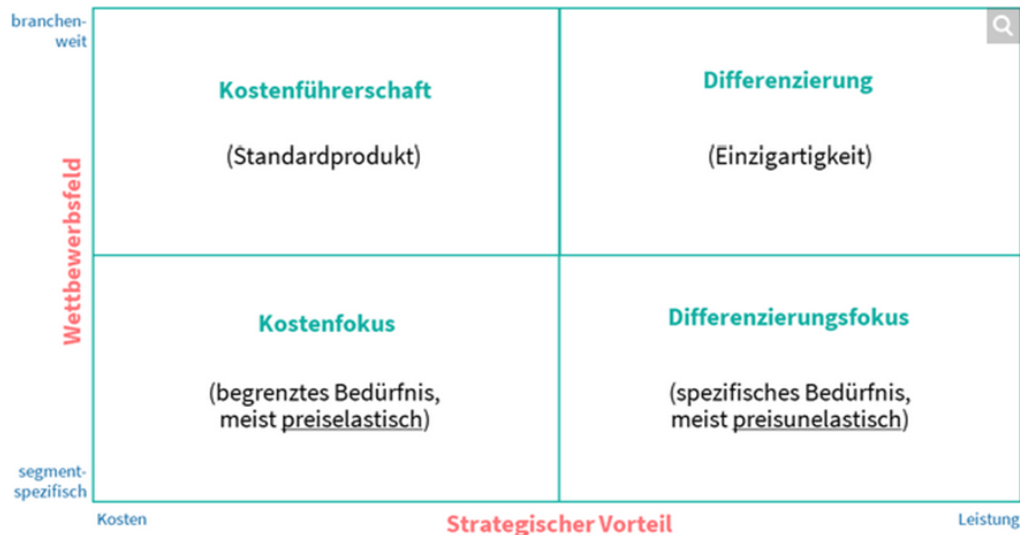 branchen-
weit
Kostenführerschaft
Differenzierung
(Standardprodukt)
(Einzigartigkeit)
Wettbewerbsfeld
Kostenfokus
Differenzierungsfokus
(begrenztes Bedürfnis,
meist preiselastisch)
(spezifisches Bedürfnis,
meist preisunelastisch)
segment-
spezifisch
Kosten
Strategischer Vorteil
Leistung